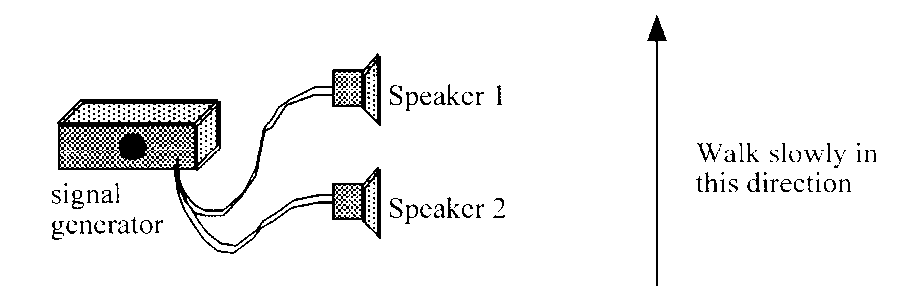 Speaker 1
Walk slowly in
this direction
signal
generator
Speaker 2